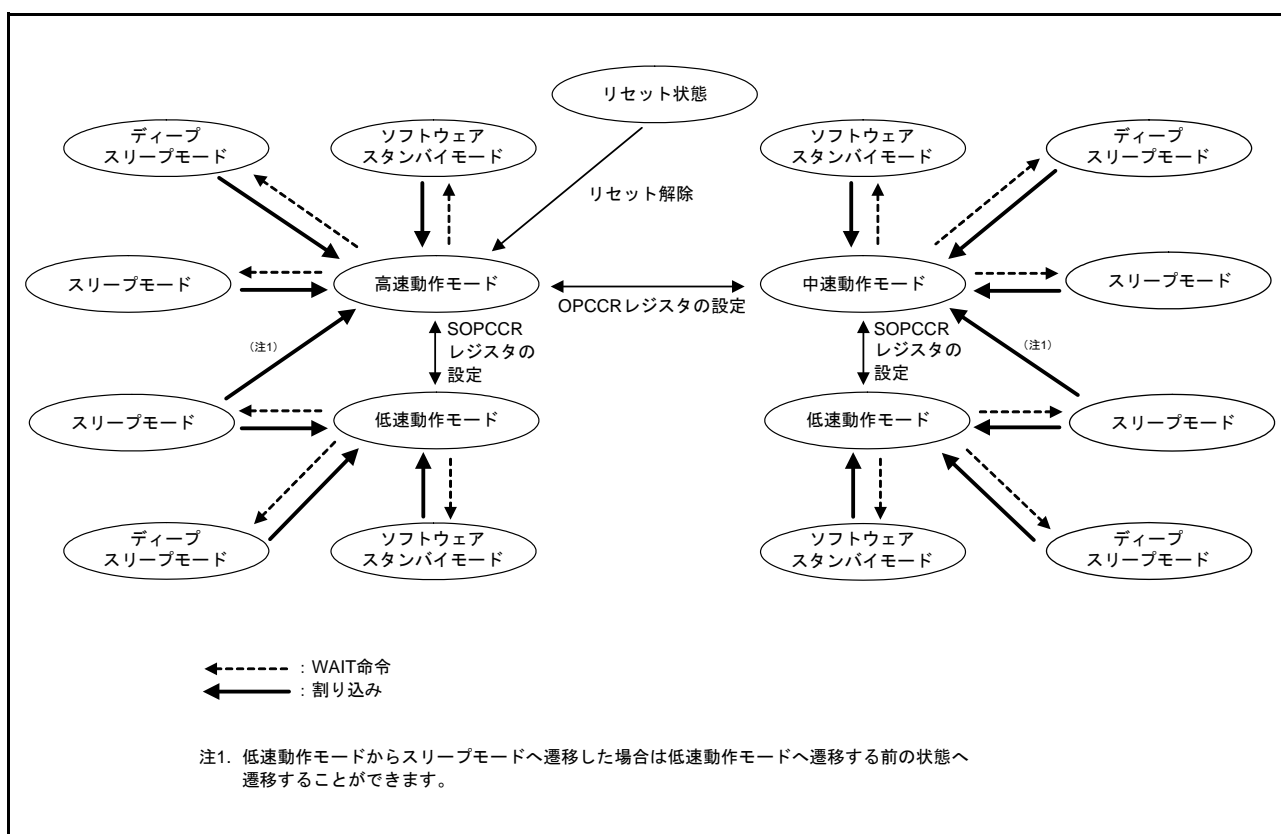 リセット状態
ディープ
スリープモード
ソフトウェア
スタンバイモード
ソフトウェア
スタンバイモード
ディープ
スリープモード
リセット解除
スリープモード
高速動作モード
OPCCRレジスタの設定
中速動作モード
スリープモード
(注1)
SOPCCR
レジスタの
設定
SOPCCR
レジスタの
設定
(注1)
スリープモード
低速動作モード
低速動作モード
スリープモード
ディープ
スリープモード
ソフトウェア
スタンバイモード
ソフトウェア
スタンバイモード
ディープ
スリープモード
: WAIT命令
: 割り込み
注1. 低速動作モードからスリープモードへ遷移した場合は低速動作モードへ遷移する前の状態へ
遷移することができます。